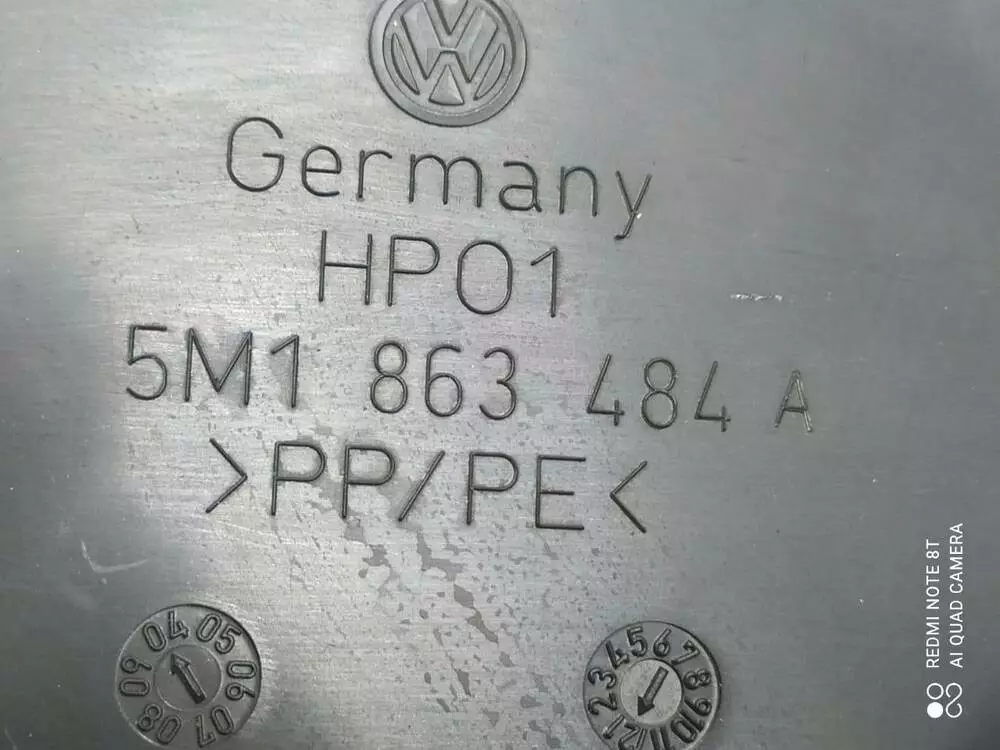 Germany
HPO1
5M1 863 484 A
>PP/PE<
04 05 06 07 08 09
1 2 3 4 5 6 7 8 9 10 11 12
REDMI NOTE 8T
AI QUAD CAMERA